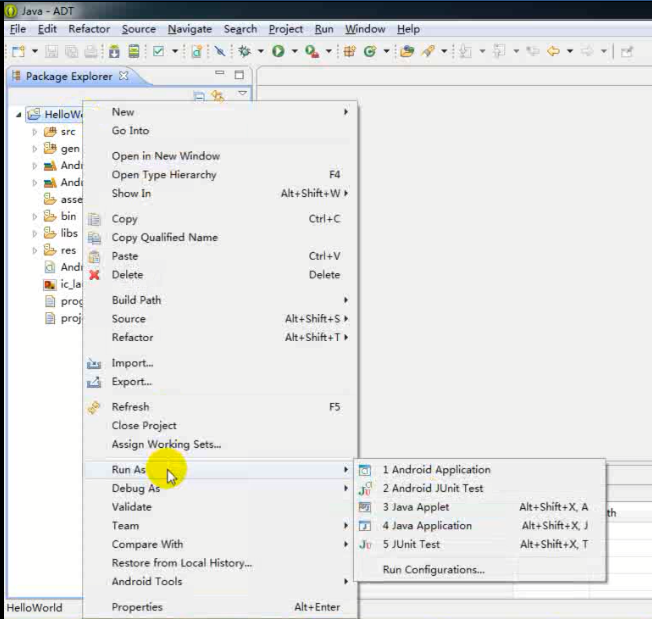 Java - ADT
File Edit Refactor Source Navigate Search Project Run Window Help
Package Explorer
HelloWo
src
gen
Andr
Andr
asse
bin
libs
res
Andr
ic_la
prog
proj
New
Go Into
Open in New Window
Open Type Hierarchy F4
Show In Alt+Shift+W
Copy Ctrl+C
Copy Qualified Name
Paste Ctrl+V
Delete Delete
Build Path
Source Alt+Shift+S
Refactor Alt+Shift+T
Import...
Export...
Refresh F5
Close Project
Assign Working Sets...
Run As
Debug As
Validate
Team
Compare With
Restore from Local History...
Android Tools
Properties Alt+Enter
1 Android Application
2 Android JUnit Test
3 Java Applet Alt+Shift+X, A
4 Java Application Alt+Shift+X, J
5 JUnit Test Alt+Shift+X, T
Run Configurations...
th
HelloWorld